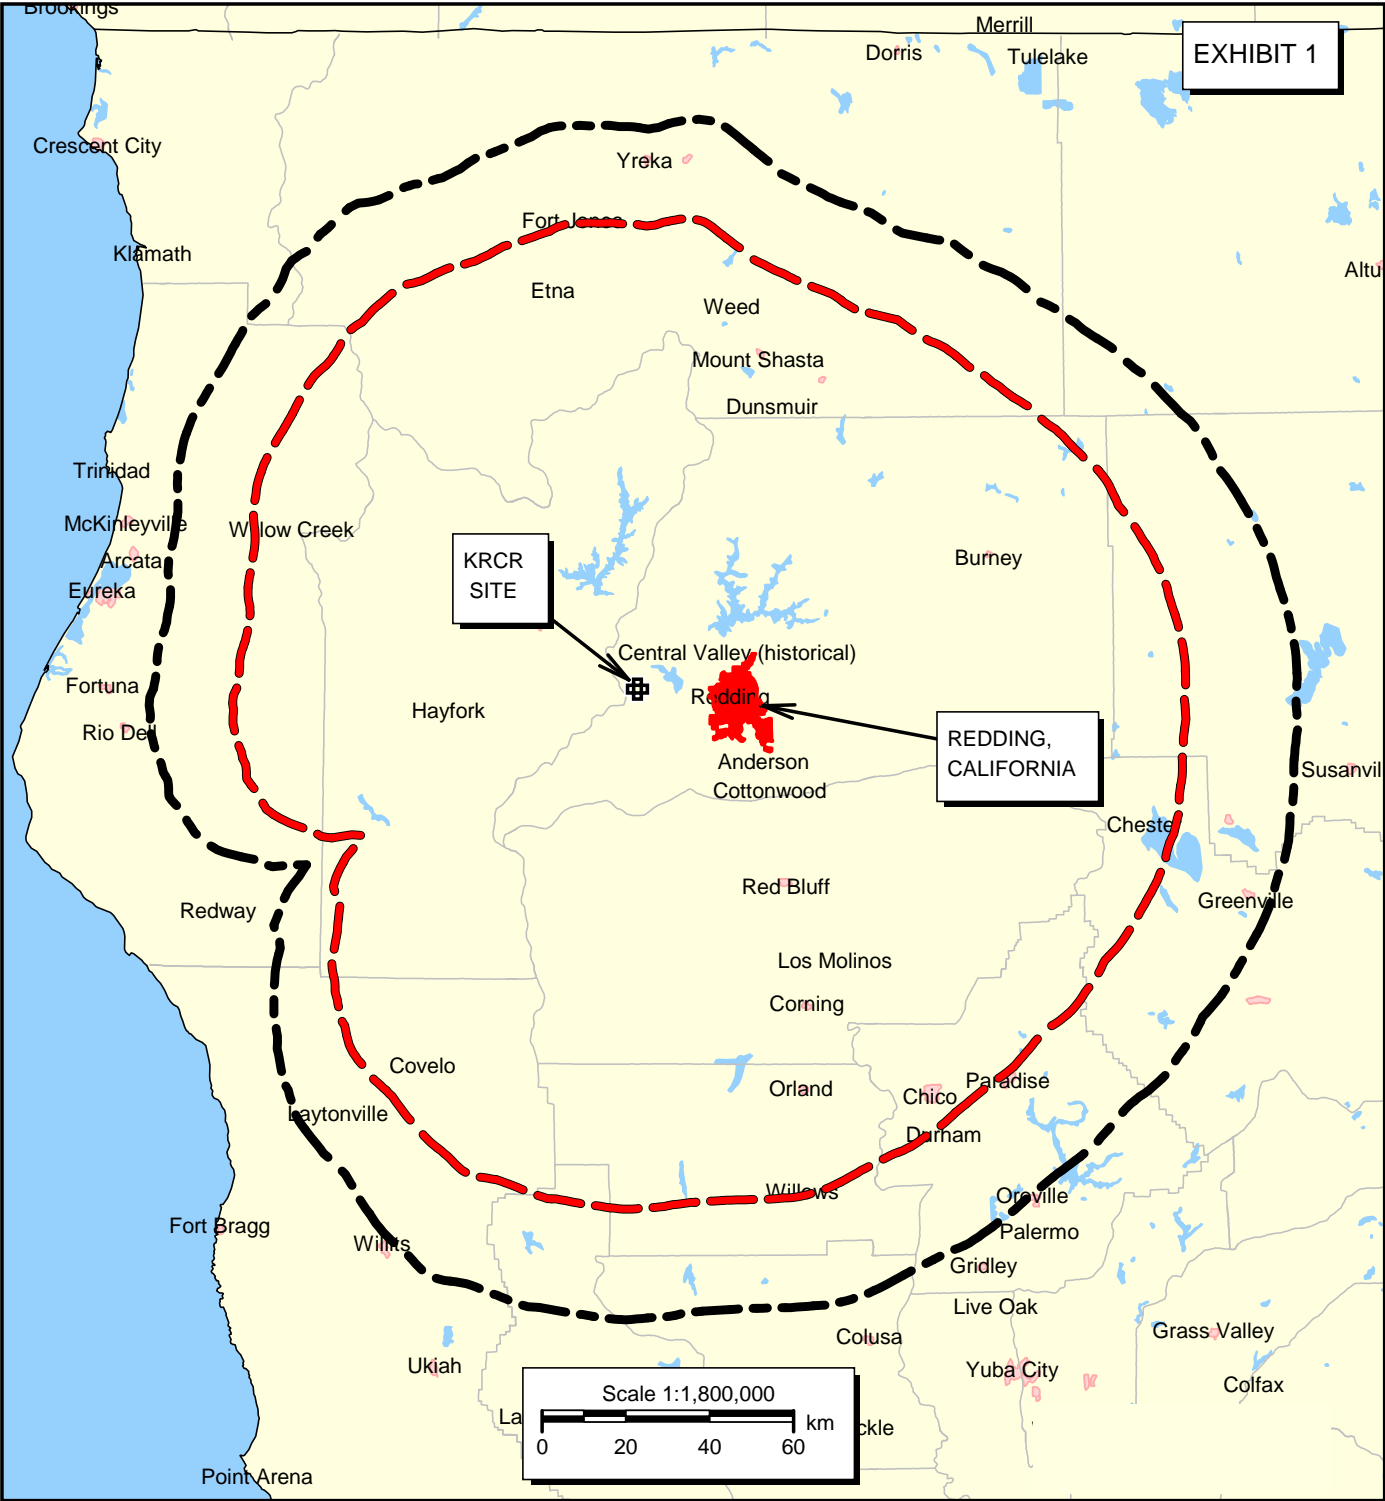 Brookings
Merrill
Dorris
Tulelake
EXHIBIT 1
Crescent City
Yreka
Fort Jones
Klamath
Altu
Etna
Weed
Mount Shasta
Dunsmuir
Trinidad
McKinleyville
Willow Creek
Arcata
Burney
KRCR
SITE
Eureka
Central Valley (historical)
Fortuna
Redding
Hayfork
Rio Dell
REDDING,
CALIFORNIA
Anderson
Susanvil
Cottonwood
Cheste
Red Bluff
Greenville
Redway
Los Molinos
Corning
Covelo
Paradise
Orland
Chico
Laytonville
Durham
Willows
Oroville
Fort Bragg
Palermo
Willits
Gridley
Live Oak
Colusa
Grass Valley
Ukiah
Yuba City
Colfax
Scale 1:1,800,000
La
km
ckle
0 20 40 60
Point Arena